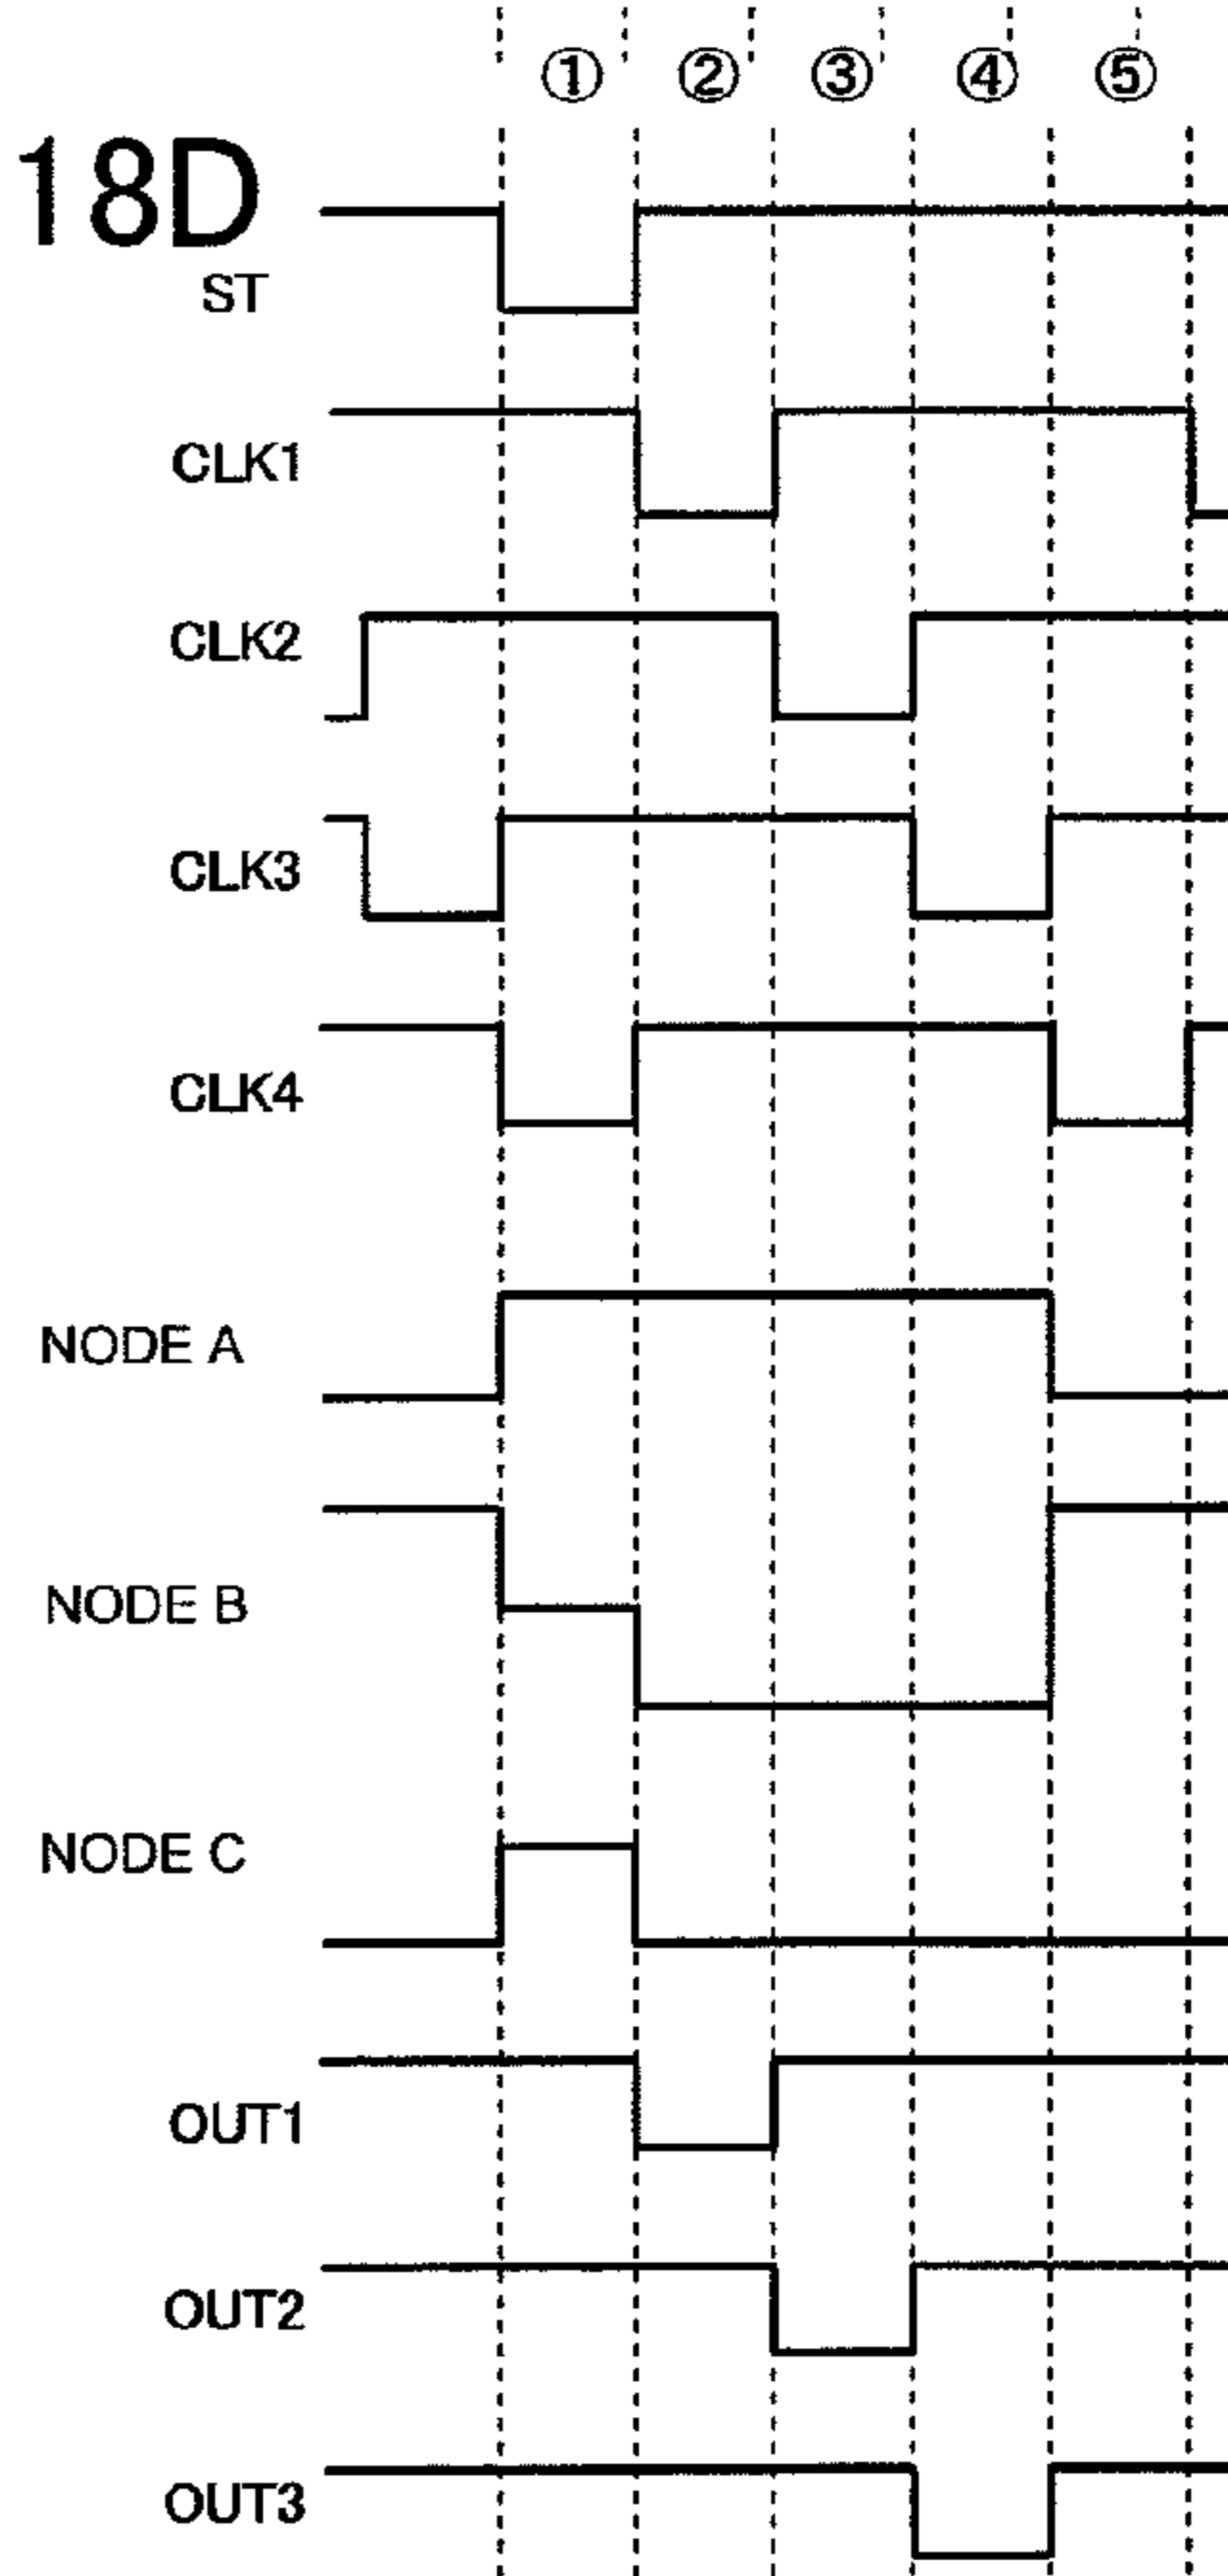 ① ② ③ ④ ⑤
18D
ST
CLK1
CLK2
CLK3
CLK4
NODE A
NODE B
NODE C
OUT1
OUT2
OUT3